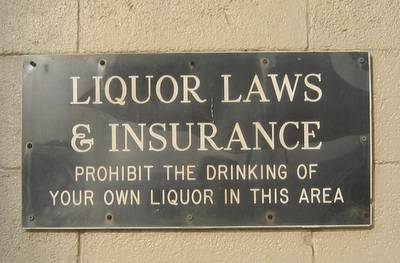 LIQUOR LAWS
& INSURANCE
PROHIBIT THE DRINKING OF
YOUR OWN LIQUOR IN THIS AREA